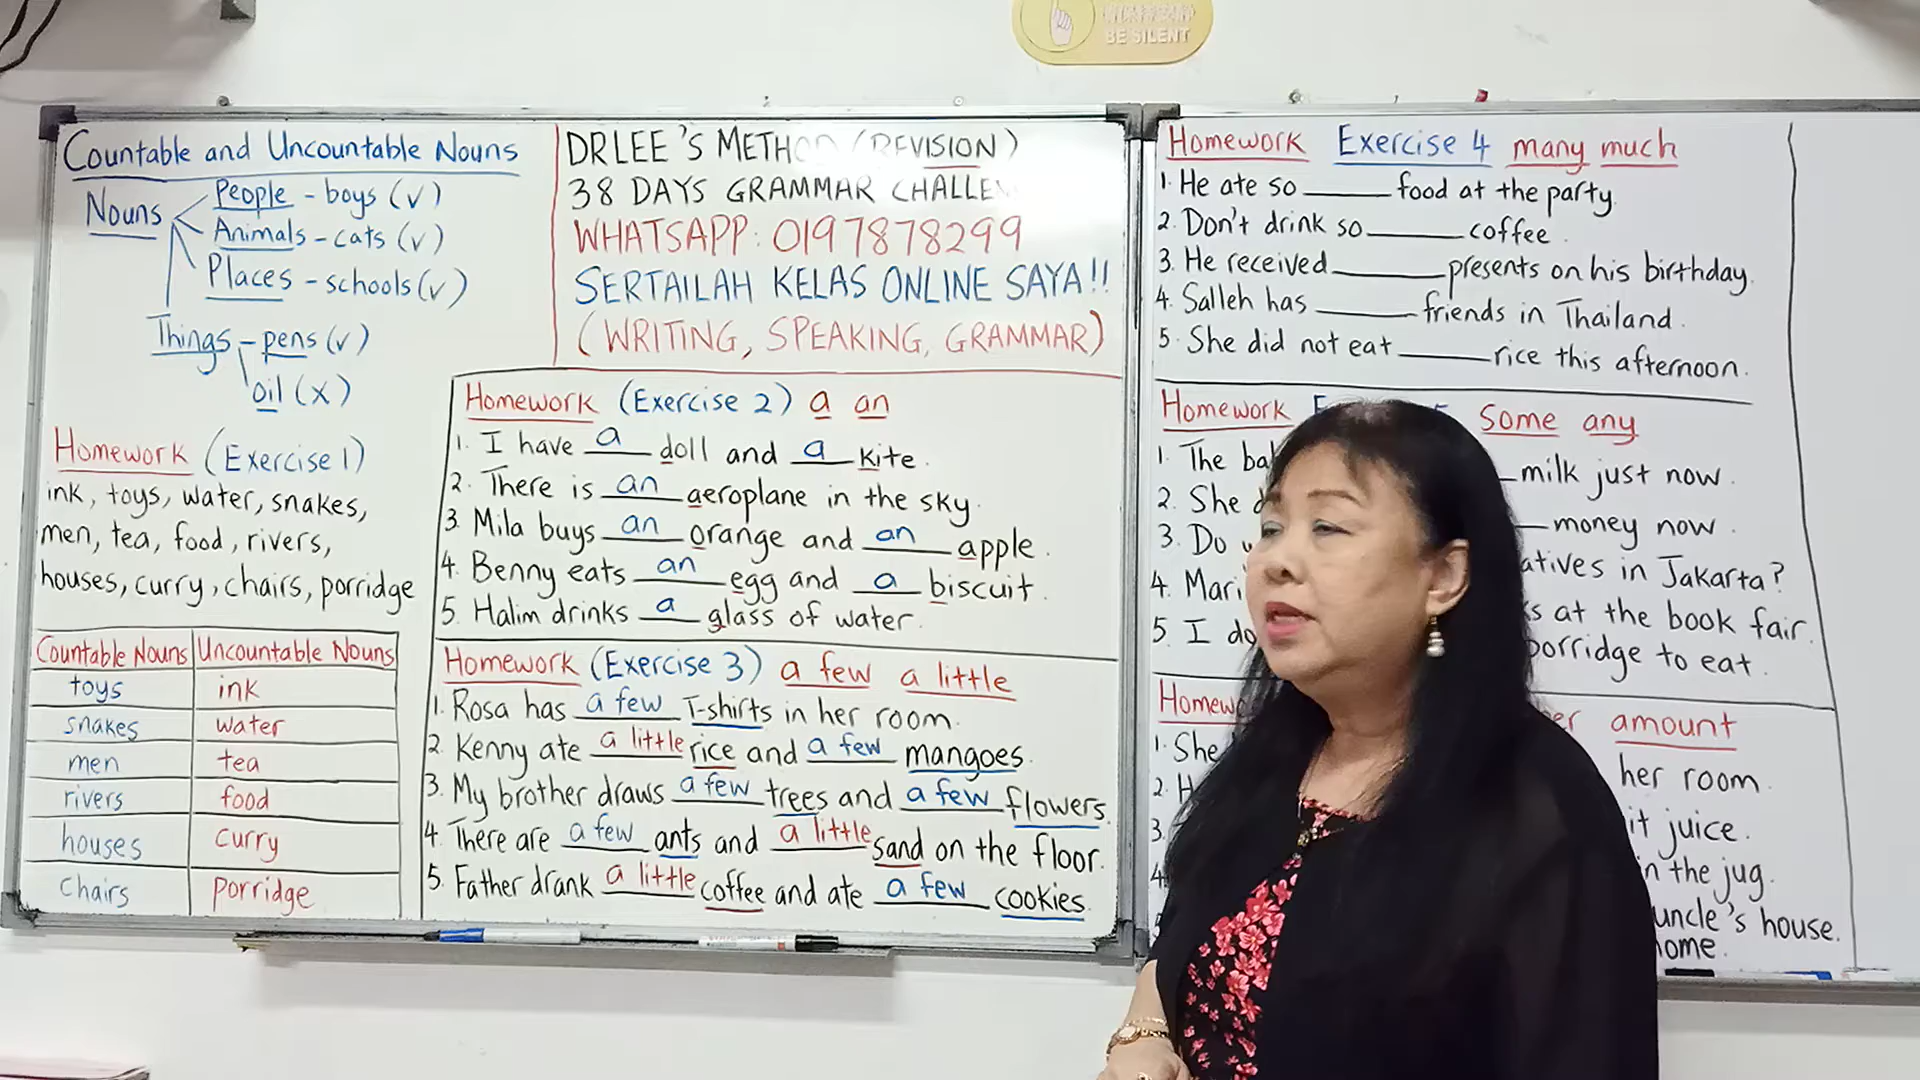 BE SILENT
Countable and Uncountable Nouns
Nouns
People - boys (√)
Animals - cats (√)
Places - schools (√)
Things - pens (√)
oil (x)
Homework (Exercise 1)
ink, toys, water, snakes,
men, tea, food, rivers,
houses, curry, chairs, porridge
Countable Nouns Uncountable Nouns
toys ink
snakes water
men tea
rivers food
houses curry
Chairs porridge
DRLEE'S METHOD (REVISION)
38 DAYS GRAMMAR
WHATSAPP: 0197878299
SERTAILAH KELAS ONLINE SAYA!!
(WRITING, SPEAKING, GRAMMAR)
Homework (Exercise 2) a an
1. I have a doll and a kite.
2. There is an aeroplane in the sky.
3. Mila buys an orange and an apple.
4. Benny eats an egg and a biscuit.
5. Halim drinks a glass of water.
Homework (Exercise 3) a few a little
1. Rosa has a few T-shirts in her room.
2. Kenny ate a little rice and a few mangoes.
3. My brother draws a few trees and a few flowers.
4. There are a few ants and a little sand on the floor.
5. Father drank a little coffee and ate a few cookies.
Homework Exercise 4 many much
1. He ate so ______ food at the party.
2. Don't drink so ______ coffee.
3. He received ______ presents on his birthday.
4. Salleh has ______ friends in Thailand.
5. She did not eat ______ rice this afternoon.
Homework some any
1. The milk just now.
2. She money now.
3. Do in Jakarta?
4. at the book fair.
5. I porridge to eat.
amount
1. She her room.
2.
3. juice.
4. the jug.
uncle's house.